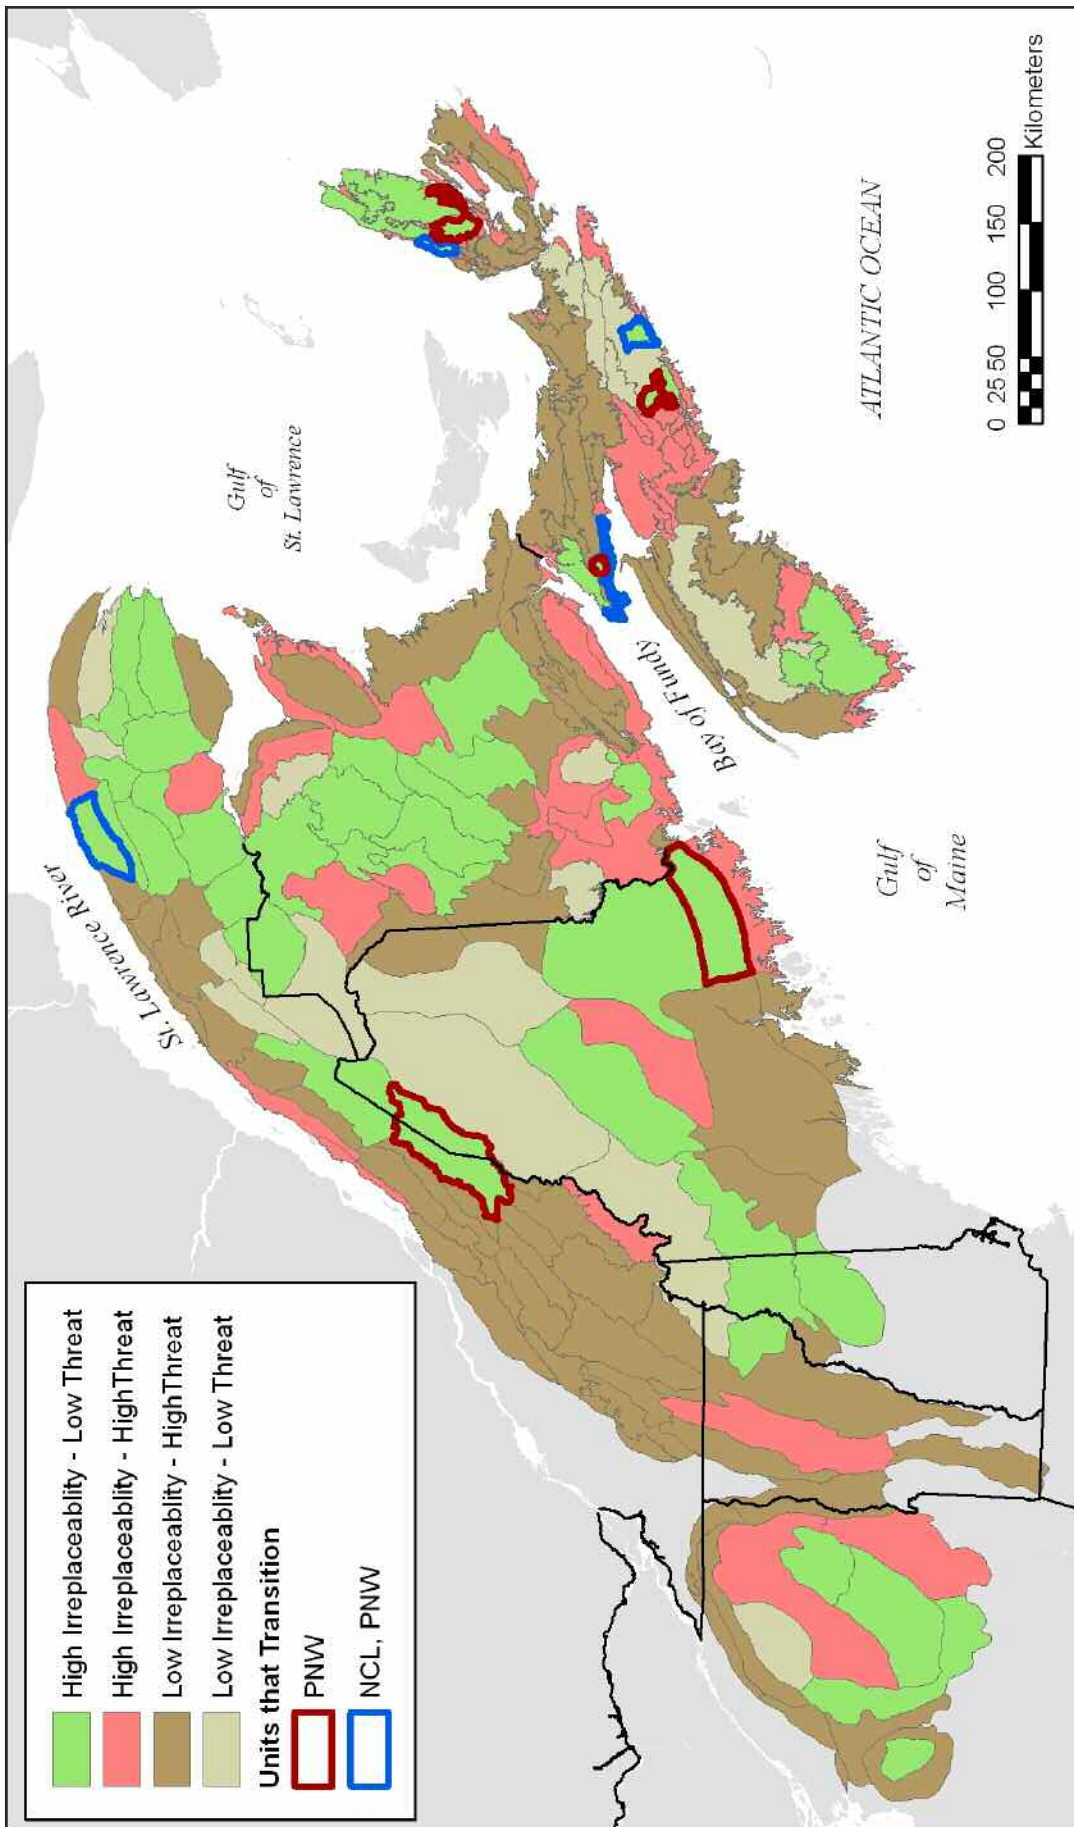 High Irreplaceablity - Low Threat
High Irreplaceablity - HighThreat
Low Irreplaceablity - HighThreat
Low Irreplaceablity - Low Threat
Units that Transition
PNW
NCL, PNW
St. Lawrence River
Gulf
of
St. Lawrence
Bay of Fundy
Gulf
of
Maine
ATLANTIC OCEAN
0 25 50 100 150 200
Kilometers